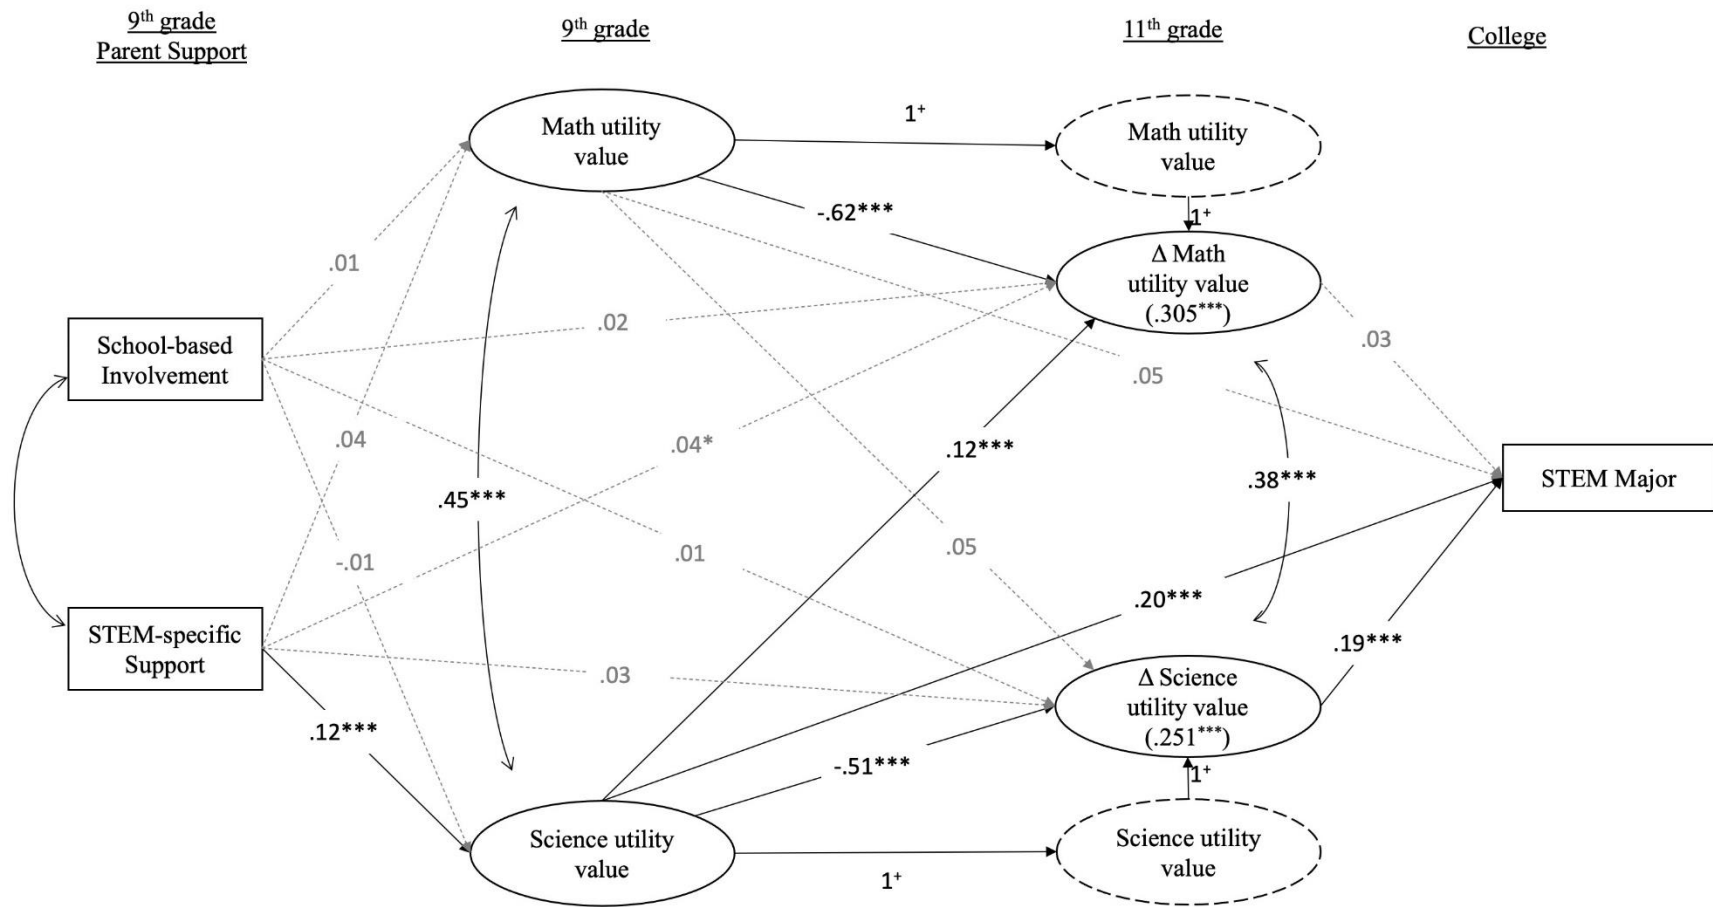 9th grade
Parent Support
9th grade
11th grade
College
Math utility
value
1+
Math utility
value
1+
-.62***
Δ Math
utility value
(.305***)
.01
.02
.03
.05
School-based
Involvement
.04
.04*
.12***
.45***
.38***
STEM Major
-.01
.01
.05
.20***
STEM-specific
Support
.03
.19***
Δ Science
utility value
(.251***)
.12***
-.51***
1+
Science utility
value
1+
Science utility
value